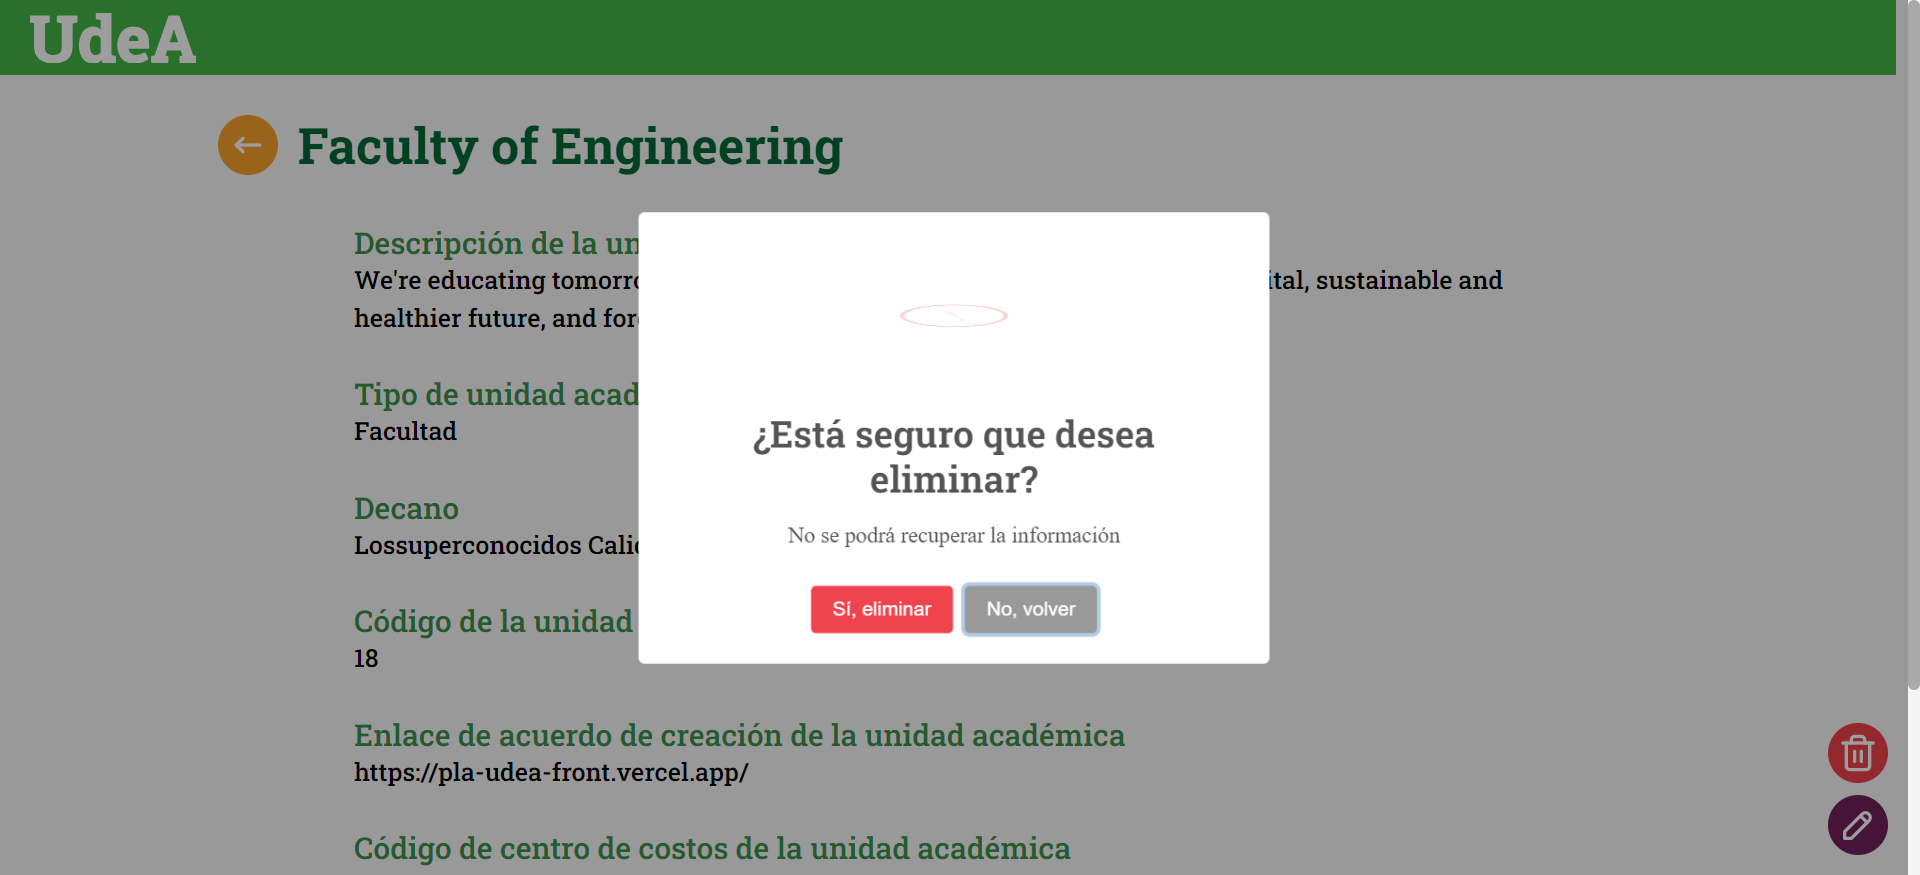 UdeA
Faculty of Engineering
Descripción de la un
We're educating tomorro ital, sustainable and
healthier future, and for
Tipo de unidad acad
Facultad
Decano
Lossuperconocidos Calid
Código de la unidad
18
Enlace de acuerdo de creación de la unidad académica
https://pla-udea-front.vercel.app/
Código de centro de costos de la unidad académica
¿Está seguro que desea
eliminar?
No se podrá recuperar la información
Sí, eliminar
No, volver